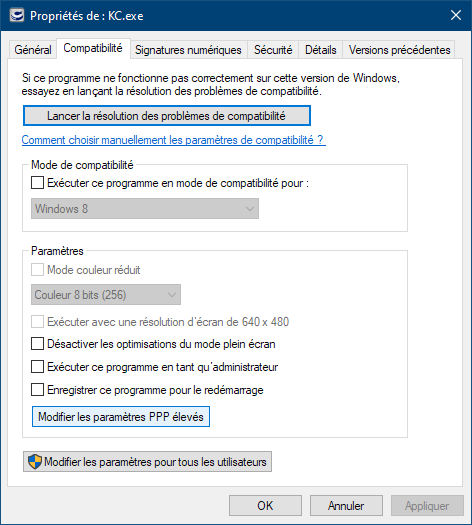 Propriétés de : KC.exe
Général
Compatibilité
Signatures numériques
Sécurité
Détails
Versions précédentes
Si ce programme ne fonctionne pas correctement sur cette version de Windows,
essayez en lançant la résolution des problèmes de compatibilité.
Lancer la résolution des problèmes de compatibilité
Comment choisir manuellement les paramètres de compatibilité ?
Mode de compatibilité
Exécuter ce programme en mode de compatibilité pour :
Windows 8
Paramètres
Mode couleur réduit
Couleur 8 bits (256)
Exécuter avec une résolution d'écran de 640 x 480
Désactiver les optimisations du mode plein écran
Exécuter ce programme en tant qu'administrateur
Enregistrer ce programme pour le redémarrage
Modifier les paramètres PPP élevés
Modifier les paramètres pour tous les utilisateurs
OK
Annuler
Appliquer